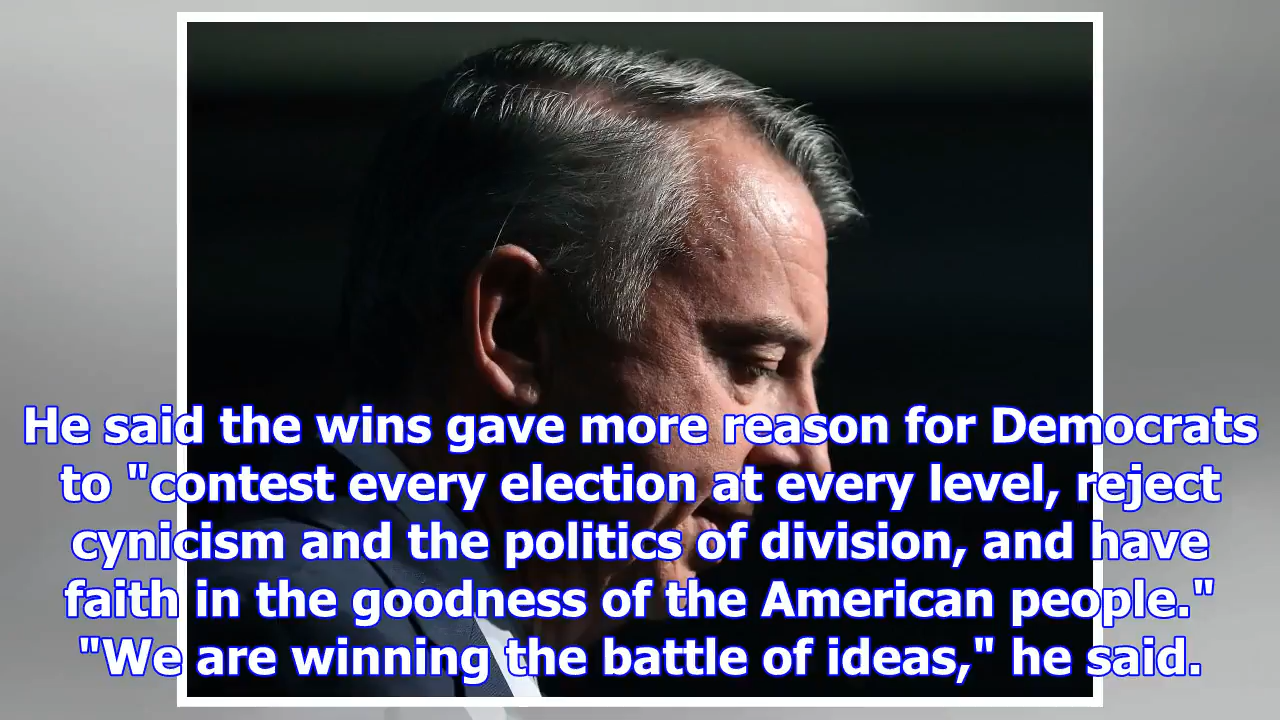 He said the wins gave more reason for Democrats
to "contest every election at every level, reject
cynicism and the politics of division, and have
faith in the goodness of the American people."
"We are winning the battle of ideas," he said.